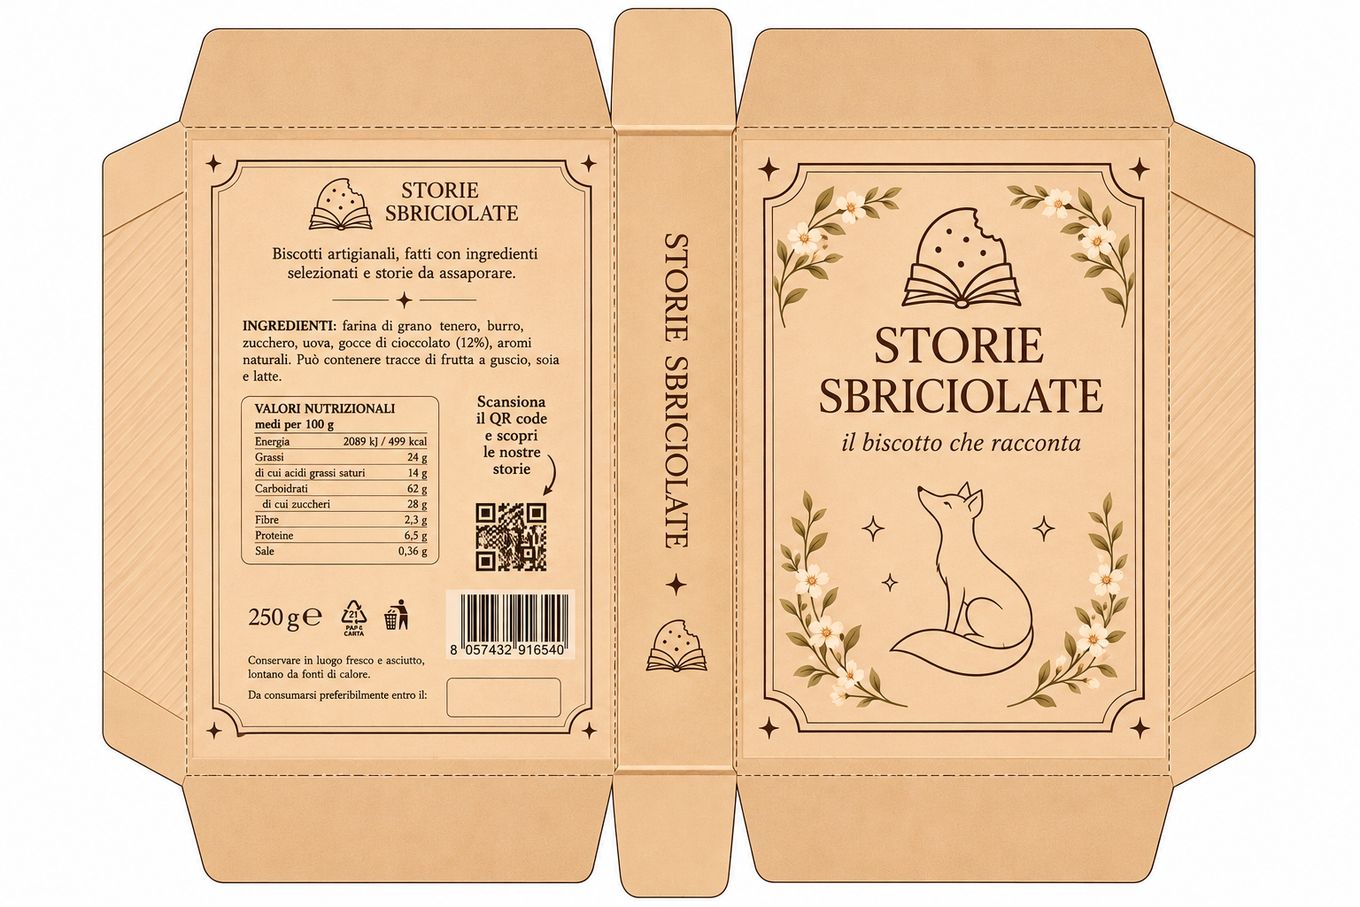 STORIE
SBRICIOLATE
Biscotti artigianali, fatti con ingredienti
selezionati e storie da assaporare.
INGREDIENTI: farina di grano tenero, burro,
zucchero, uova, gocce di cioccolato (12%), aromi
naturali. Può contenere tracce di frutta a guscio, soia
e latte.
VALORI NUTRIZIONALI
medi per 100 g
Energia 2089 kJ / 499 kcal
Grassi 24 g
di cui acidi grassi saturi 14 g
Carboidrati 62 g
di cui zuccheri 28 g
Fibre 2,3 g
Proteine 6,5 g
Sale 0,36 g
Scansiona
il QR code
e scopri
le nostre
storie
250 g ℮
21
PAP
CARTA
8 057432 916540
Conservare in luogo fresco e asciutto,
lontano da fonti di calore.
Da consumarsi preferibilmente entro il:
STORIE SBRICIOLATE
STORIE
SBRICIOLATE
il biscotto che racconta